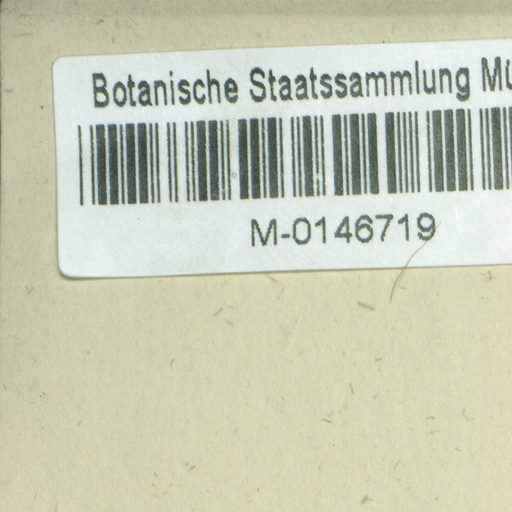 Botanische Staatssammlung Mü
M-0146719